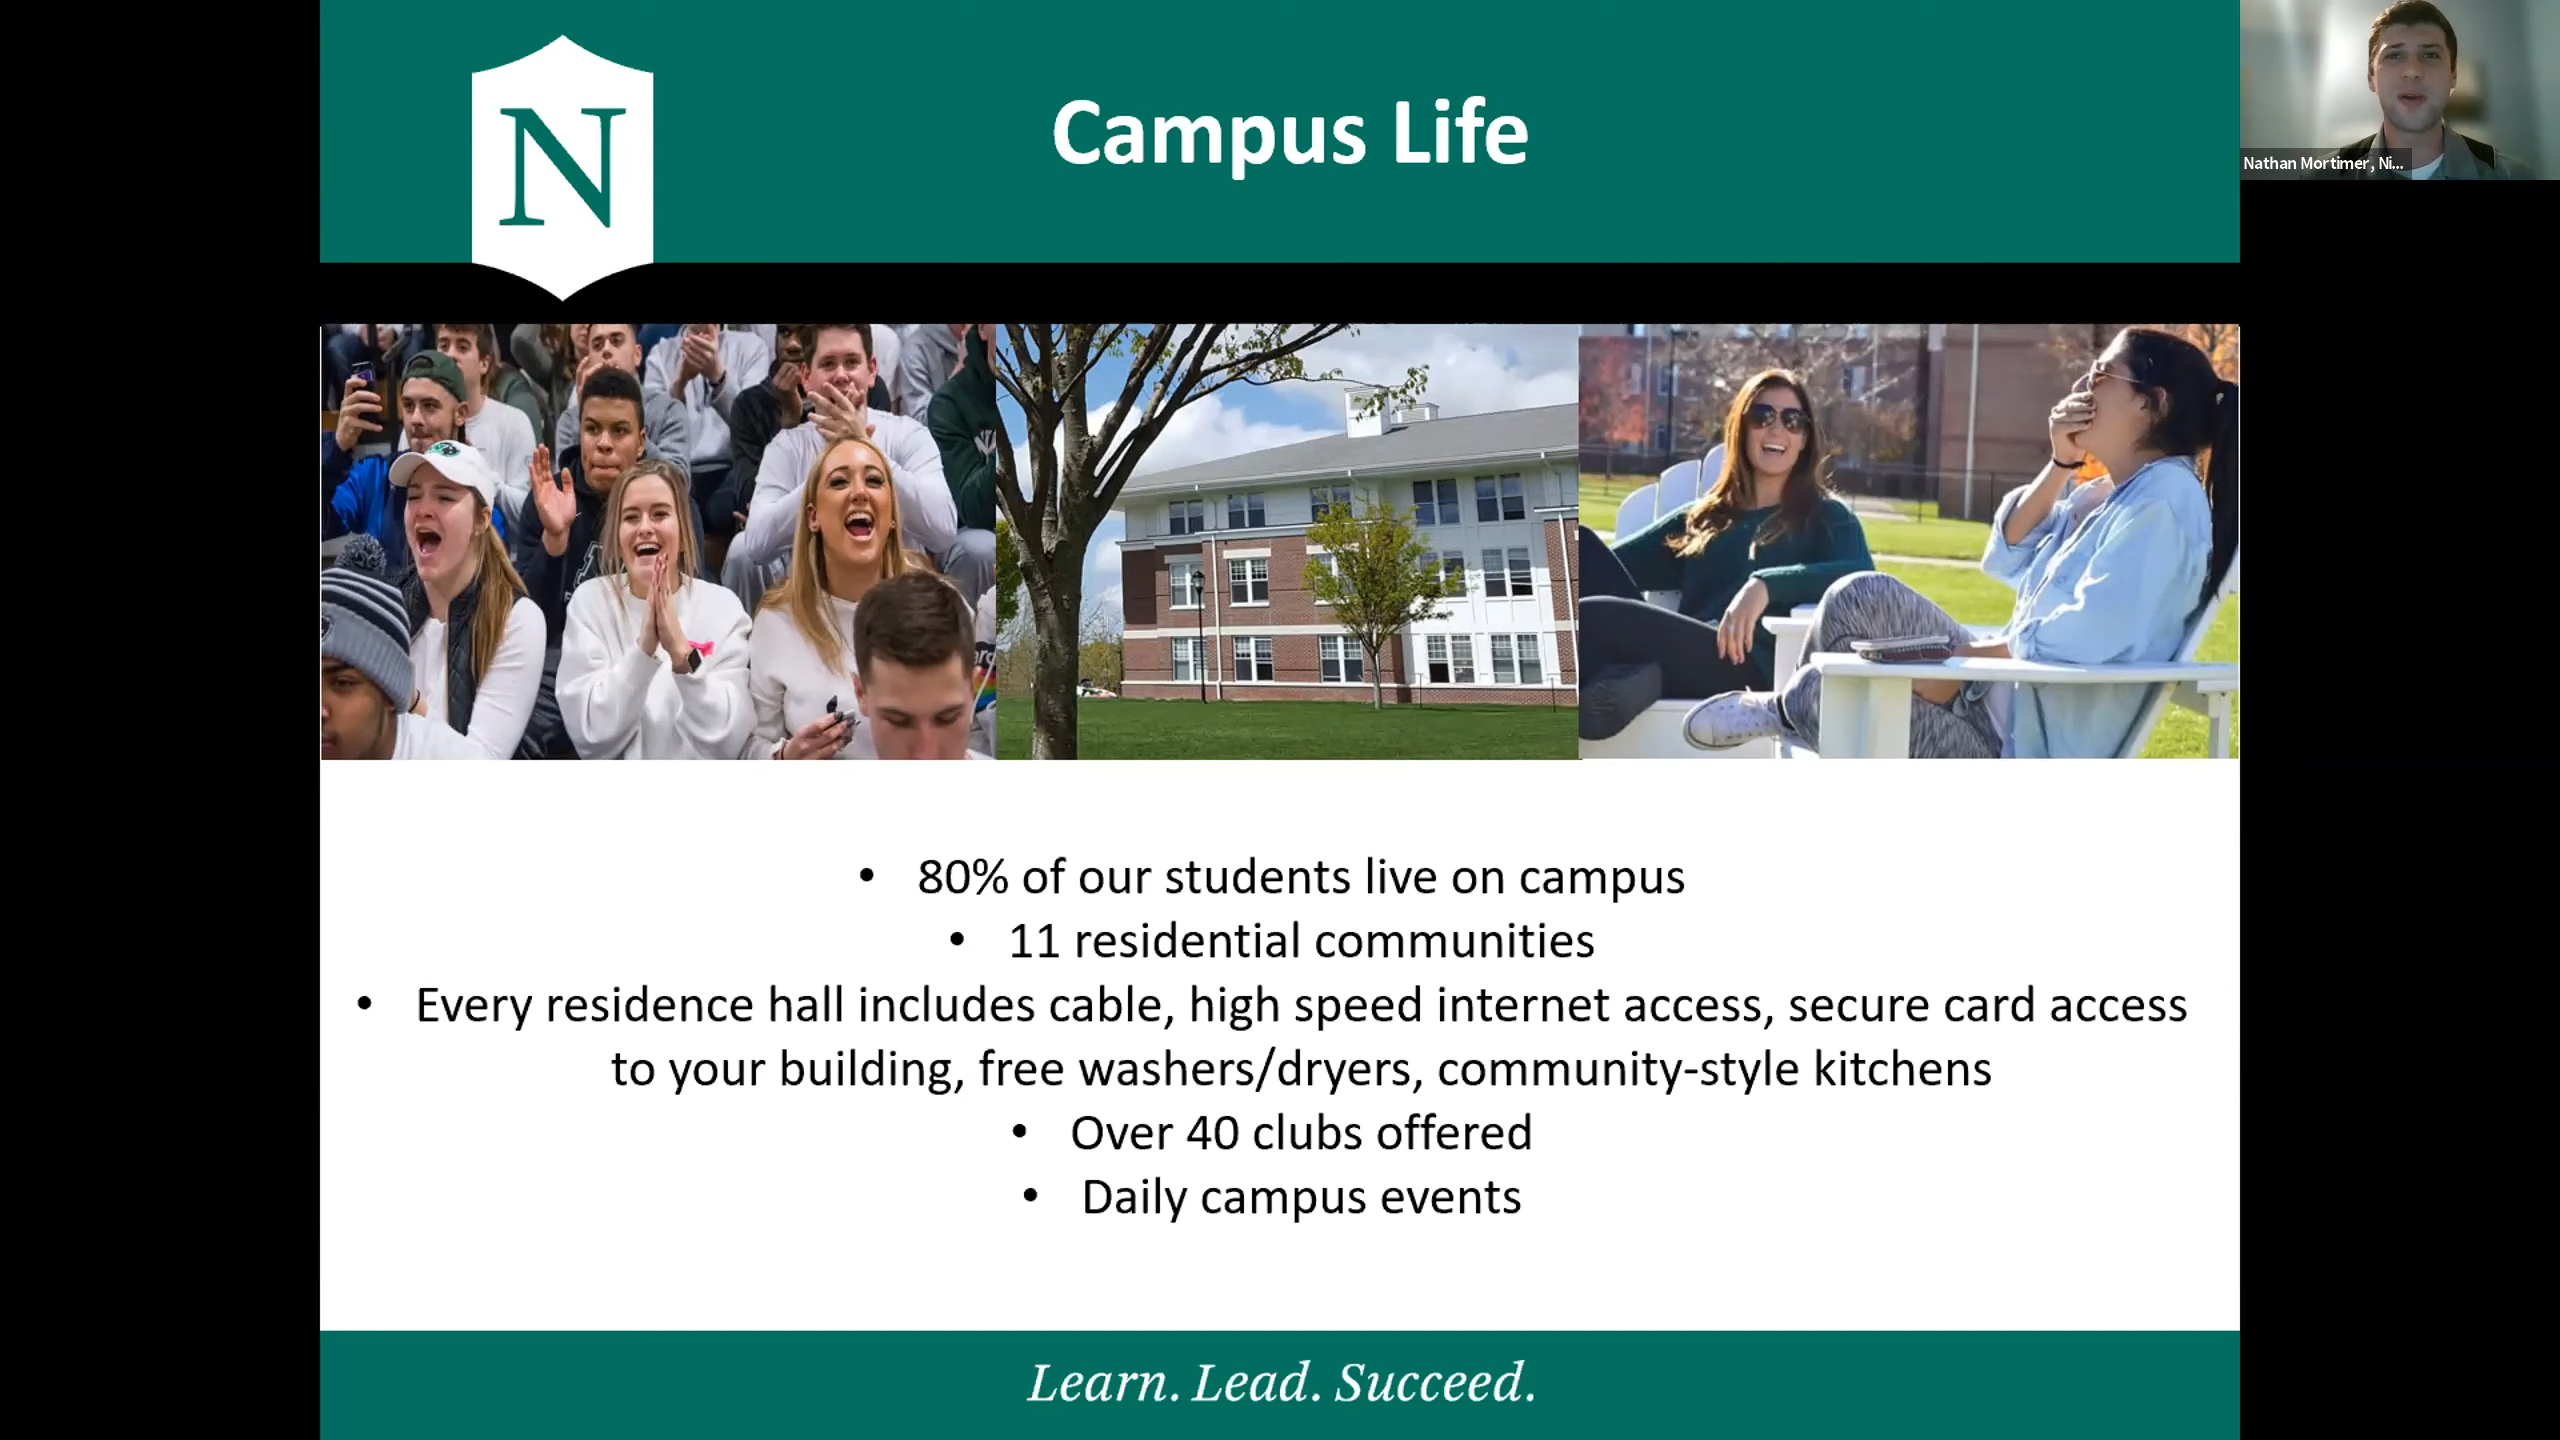 N
Campus Life
Nathan Mortimer, Ni...
• 80% of our students live on campus
• 11 residential communities
• Every residence hall includes cable, high speed internet access, secure card access
to your building, free washers/dryers, community-style kitchens
• Over 40 clubs offered
• Daily campus events
Learn. Lead. Succeed.